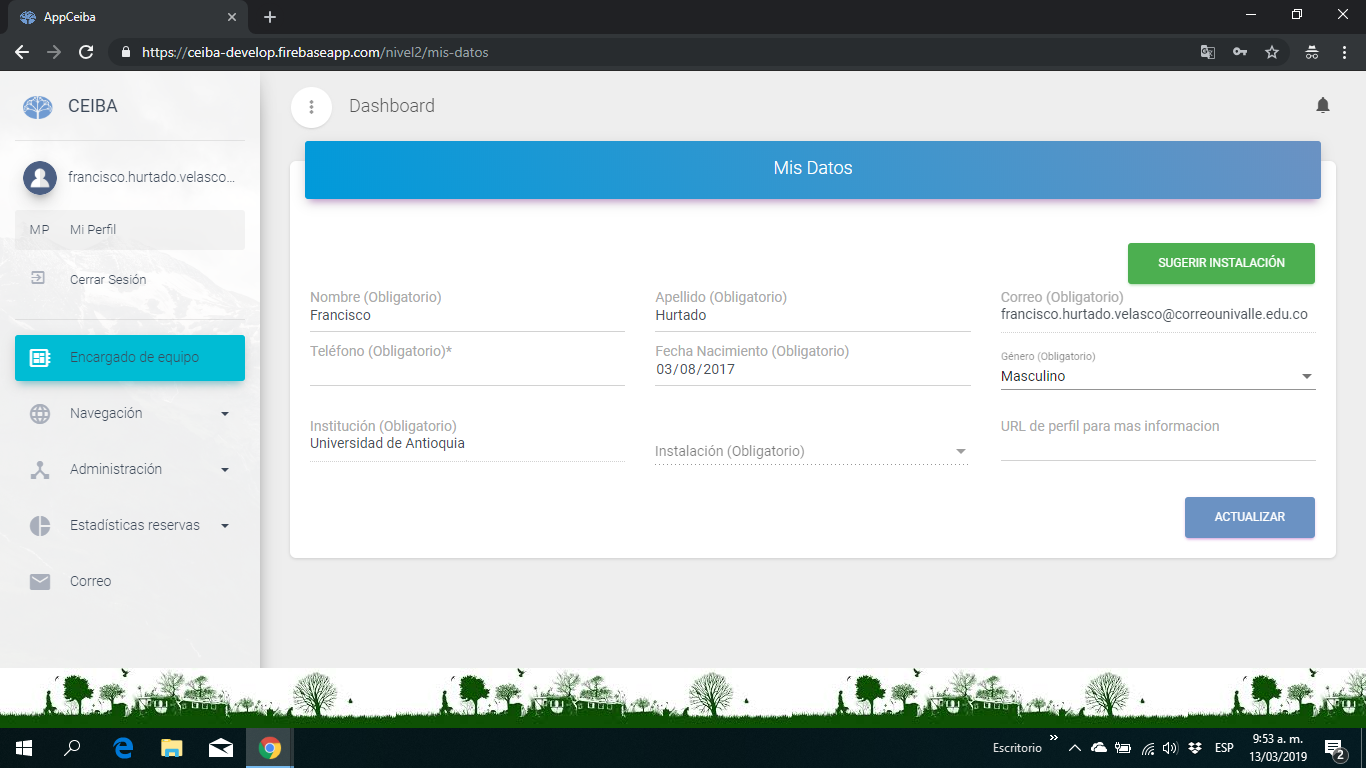 AppCeiba
https://ceiba-develop.firebaseapp.com/nivel2/mis-datos
CEIBA
Dashboard
francisco.hurtado.velasco...
MP Mi Perfil
Cerrar Sesión
Encargado de equipo
Navegación
Administración
Estadísticas reservas
Correo
Mis Datos
SUGERIR INSTALACIÓN
Nombre (Obligatorio)
Francisco
Apellido (Obligatorio)
Hurtado
Correo (Obligatorio)
francisco.hurtado.velasco@correounivalle.edu.co
Teléfono (Obligatorio)*
Fecha Nacimiento (Obligatorio)
03/08/2017
Género (Obligatorio)
Masculino
Institución (Obligatorio)
Universidad de Antioquia
Instalación (Obligatorio)
URL de perfil para mas informacion
ACTUALIZAR
Escritorio
ESP
9:53 a. m.
13/03/2019
2